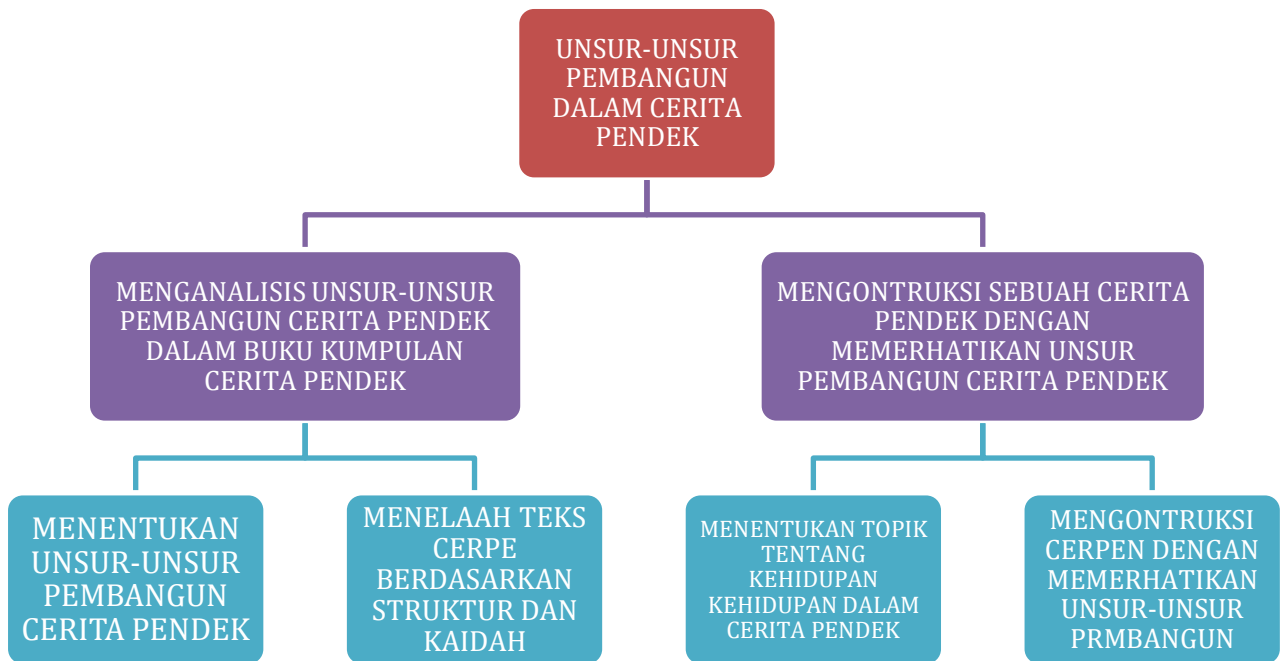 UNSUR-UNSUR
PEMBANGUN
DALAM CERITA
PENDEK
MENGANALISIS UNSUR-UNSUR
PEMBANGUN CERITA PENDEK
DALAM BUKU KUMPULAN
CERITA PENDEK
MENGONTRUKSI SEBUAH CERITA
PENDEK DENGAN
MEMERHATIKAN UNSUR
PEMBANGUN CERITA PENDEK
MENENTUKAN
UNSUR-UNSUR
PEMBANGUN
CERITA PENDEK
MENELAAH TEKS
CERPE
BERDASARKAN
STRUKTUR DAN
KAIDAH
MENENTUKAN TOPIK
TENTANG
KEHIDUPAN
KEHIDUPAN DALAM
CERITA PENDEK
MENGONTRUKSI
CERPEN DENGAN
MEMERHATIKAN
UNSUR-UNSUR
PRMBANGUN